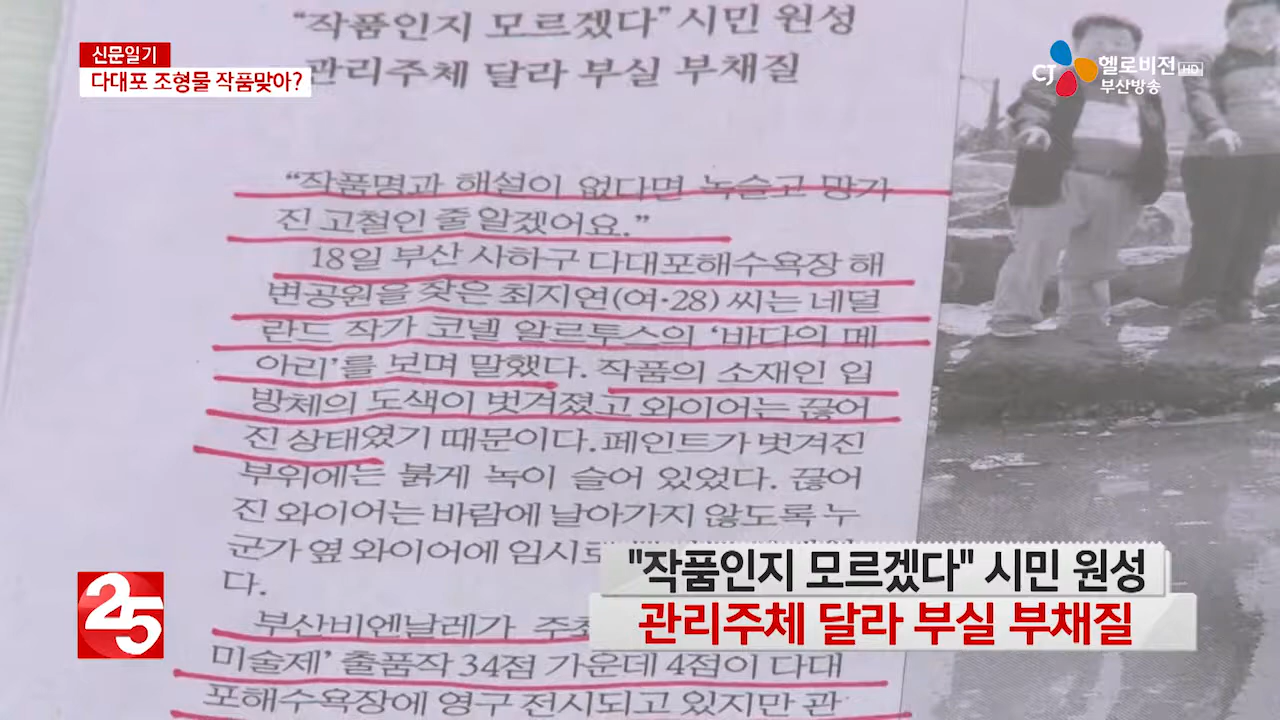 "작품인지 모르겠다" 시민 원성
관리주체 달라 부실 부채질
신문일기
다대포 조형물 작품맞아?
CJ 헬로비전 HD
부산방송
"작품명과 해설이 없다면 녹슬고 망가
진 고철인 줄 알겠어요."
18일 부산 사하구 다대포해수욕장 해
변공원을 찾은 최지연(여·28) 씨는 네덜
란드 작가 코넬 알르투스의 '바다의 메
아리'를 보며 말했다. 작품의 소재인 입
방체의 도색이 벗겨졌고 와이어는 끊어
진 상태였기 때문이다. 페인트가 벗겨진
부위에는 붉게 녹이 슬어 있었다. 끊어
진 와이어는 바람에 날아가지 않도록 누
군가 옆 와이어에 임시로
다.
부산비엔날레가
미술제' 출품작 34점 가운데 4점이 다대
포해수욕장에 영구 전시되고 있지만 관
25
"작품인지 모르겠다" 시민 원성
관리주체 달라 부실 부채질